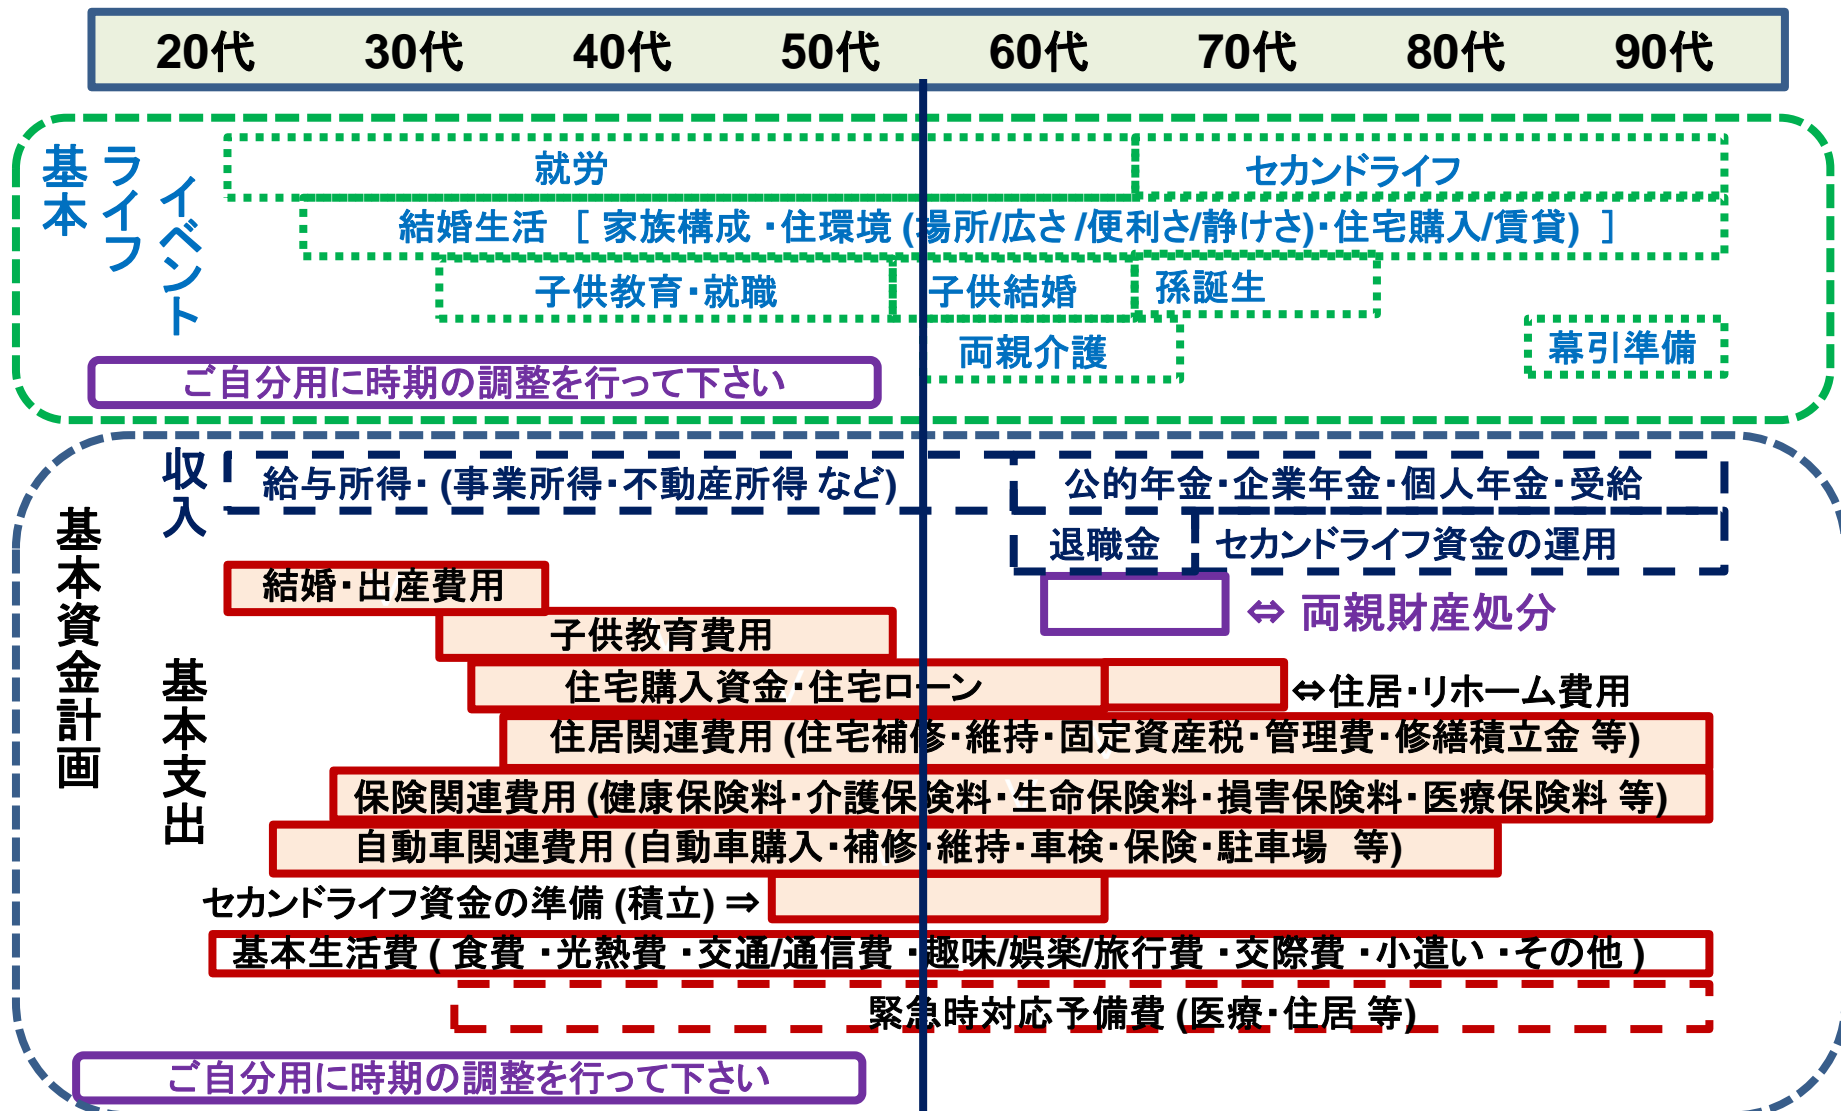 20代 30代 40代 50代 60代 70代 80代 90代
基本
ライフ
イベント
就労
セカンドライフ
結婚生活 [ 家族構成・住環境 (場所/広さ/便利さ/静けさ)・住宅購入/賃貸) ]
子供教育・就職
子供結婚
孫誕生
両親介護
幕引準備
ご自分用に時期の調整を行って下さい
基本資金計画
収入
給与所得・(事業所得・不動産所得 など)
公的年金・企業年金・個人年金・受給
退職金
セカンドライフ資金の運用
⇔ 両親財産処分
基本支出
結婚・出産費用
子供教育費用
住宅購入資金・住宅ローン
⇔住居・リホーム費用
住居関連費用 (住宅補修・維持・固定資産税・管理費・修繕積立金 等)
保険関連費用 (健康保険料・介護保険料・生命保険料・損害保険料・医療保険料 等)
自動車関連費用 (自動車購入・補修・維持・車検・保険・駐車場 等)
セカンドライフ資金の準備 (積立) ⇒
基本生活費 ( 食費 ・光熱費 ・交通/通信費 ・趣味/娯楽/旅行費 ・交際費 ・小遣い ・その他 )
緊急時対応予備費 (医療・住居 等)
ご自分用に時期の調整を行って下さい